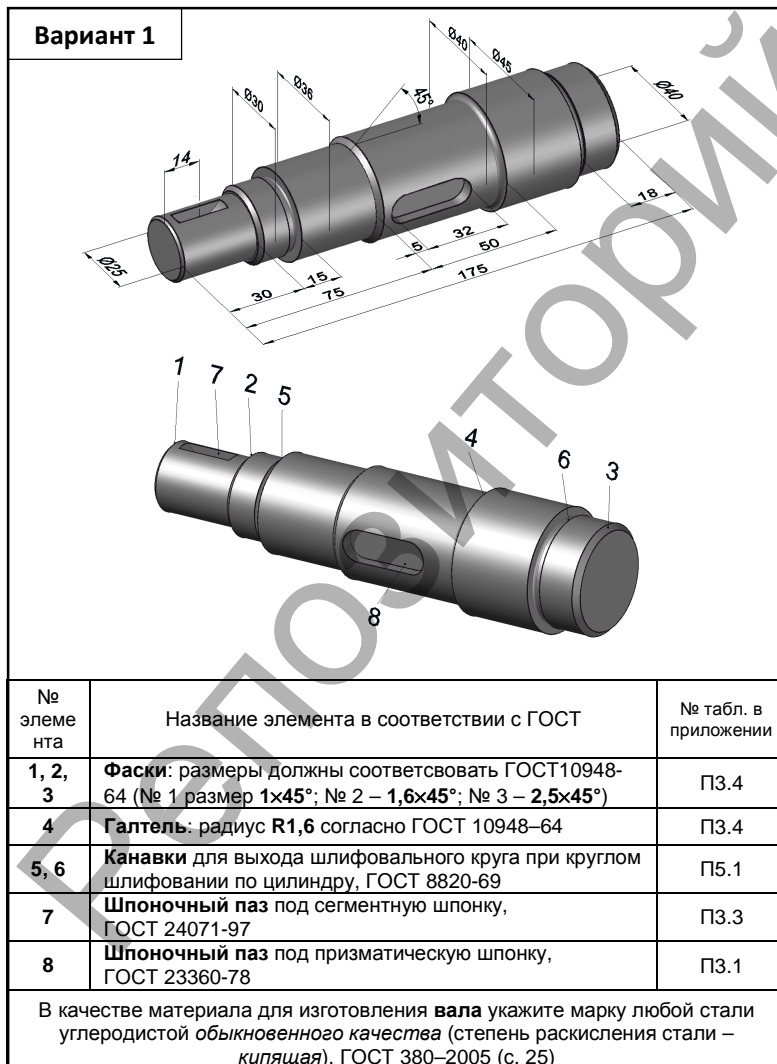 Вариант 1
Ø40
Ø45
Ø36
Ø30
45°
Ø40
14
18
32
5
50
Ø25
15
30
75
175
1 7 2 5
4
6 3
8
№
элеме
нта
Название элемента в соответствии с ГОСТ
№ табл. в
приложении
1, 2,
3
Фаски: размеры должны соответсвовать ГОСТ10948-
64 (№ 1 размер 1×45°; № 2 – 1,6×45°; № 3 – 2,5×45°)
П3.4
4
Галтель: радиус R1,6 согласно ГОСТ 10948–64
П3.4
5, 6
Канавки для выхода шлифовального круга при круглом
шлифовании по цилиндру, ГОСТ 8820-69
П5.1
7
Шпоночный паз под сегментную шпонку,
ГОСТ 24071-97
П3.3
8
Шпоночный паз под призматическую шпонку,
ГОСТ 23360-78
П3.1
В качестве материала для изготовления вала укажите марку любой стали
углеродистой обыкновенного качества (степень раскисления стали –
кипящая), ГОСТ 380–2005 (с. 25)
Репозиторий